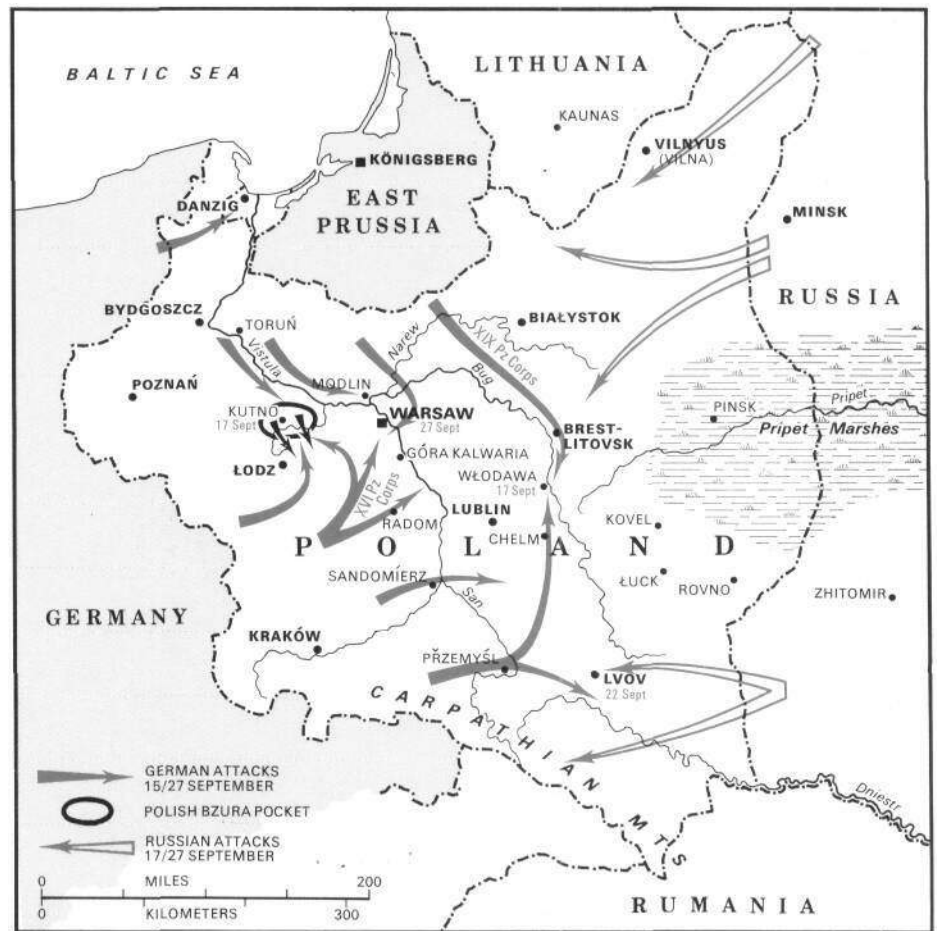 BALTIC SEA
LITHUANIA
KAUNAS
VILNYUS
(VILNA)
KÖNIGSBERG
EAST
PRUSSIA
DANZIG
MINSK
RUSSIA
BYDGOSZCZ
TORUŃ
Vistula
Narew
BIAŁYSTOK
XIX Pz Corps
Bug
POZNAŃ
MODLIN
KUTNO
17 Sept
WARSAW
27 Sept
PINSK
Pripet
Pripet Marshes
BREST-
LITOVSK
ŁODZ
GÓRA KALWARIA
WŁODAWA
17 Sept
XVI Pz
Corps
RADOM
LUBLIN
KOVEL
CHELM
POLAND
SANDOMÍERZ
ŁUCK
ROVNO
ZHITOMIR
GERMANY
San
KRAKÓW
PŘZEMYŚL
LVOV
22 Sept
CARPATHIAN MTS
Dniestr
GERMAN ATTACKS
15/27 SEPTEMBER
POLISH BZURA POCKET
RUSSIAN ATTACKS
17/27 SEPTEMBER
0 MILES 200
0 KILOMETERS 300
RUMANIA